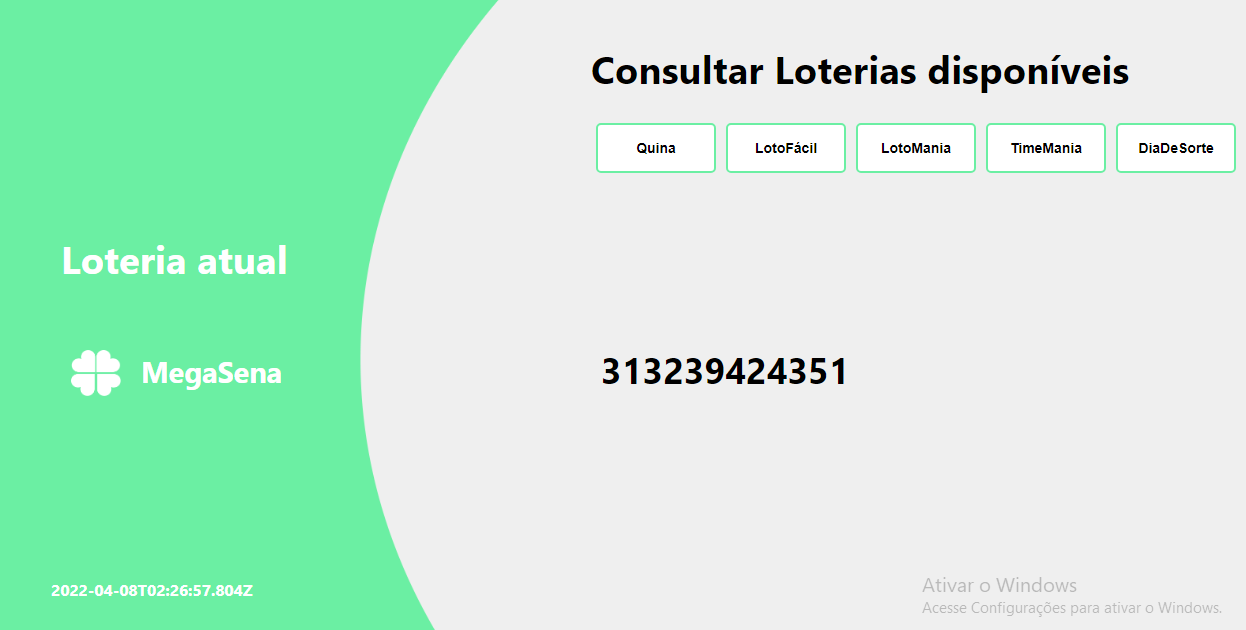 Consultar Loterias disponíveis
Quina LotoFácil LotoMania TimeMania DiaDeSorte
Loteria atual
MegaSena
313239424351
2022-04-08T02:26:57.804Z
Ativar o Windows
Acesse Configurações para ativar o Windows.